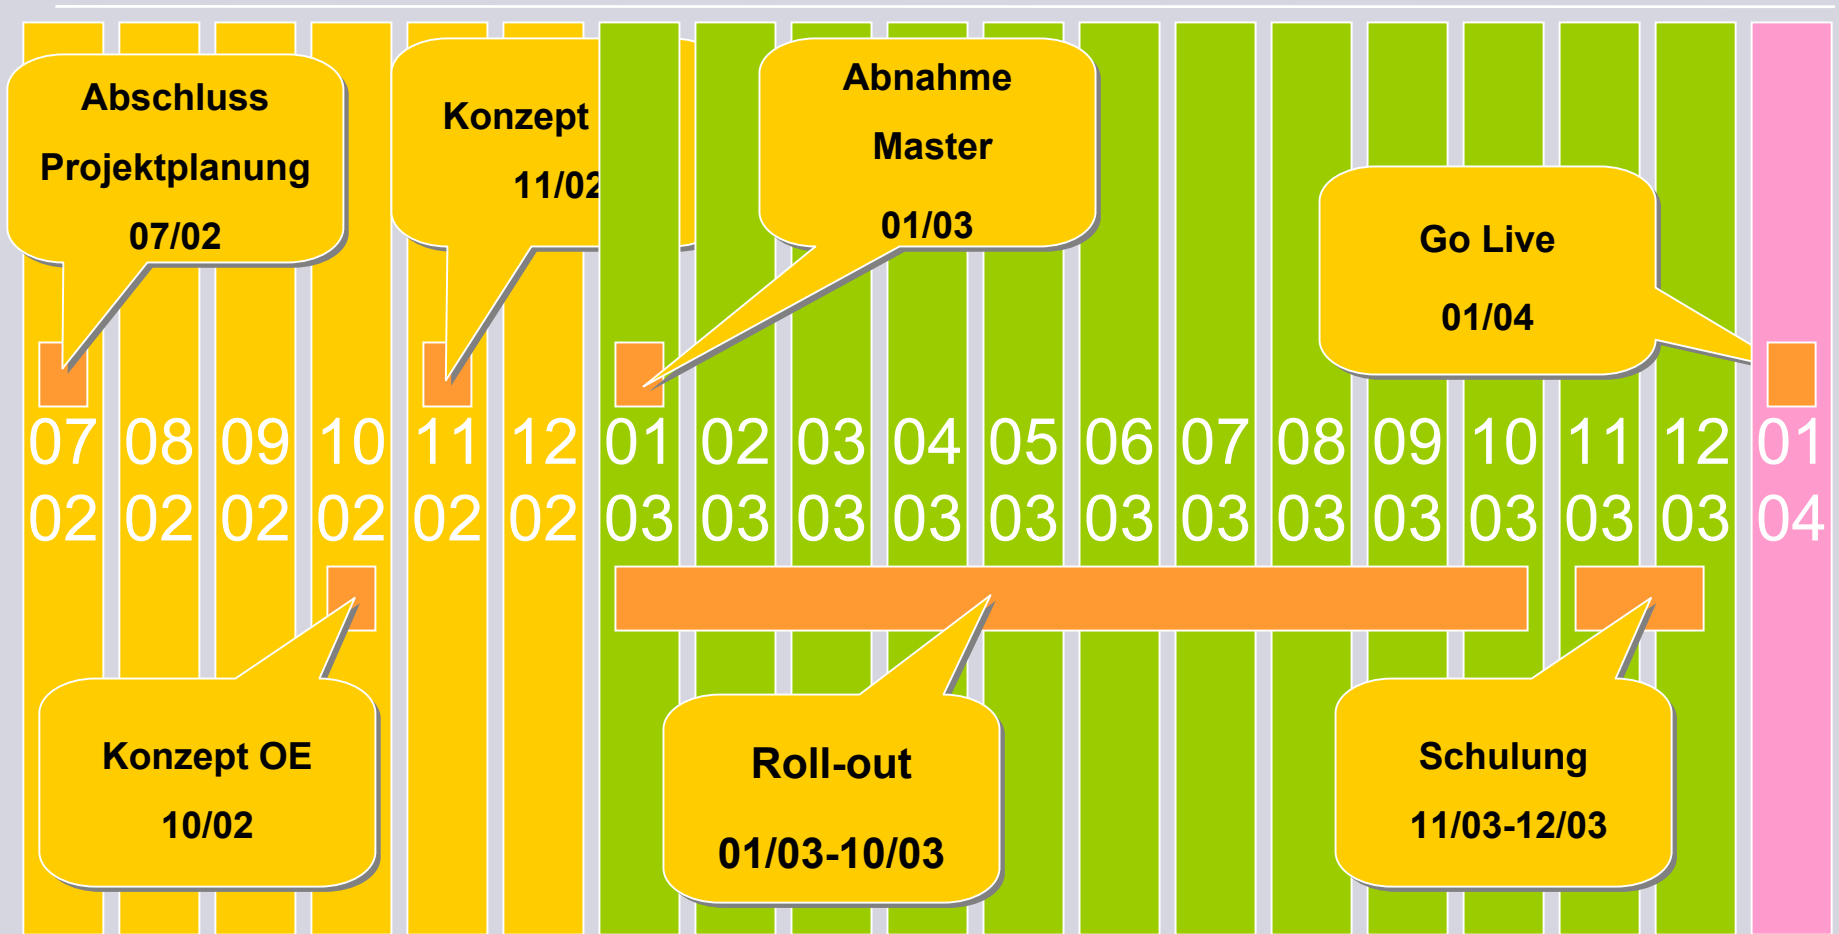 Abschluss
Projektplanung
07/02
Konzept
11/02
Abnahme
Master
01/03
Go Live
01/04
07 08 09 10 11 12 01 02 03 04 05 06 07 08 09 10 11 12 01
02 02 02 02 02 02 03 03 03 03 03 03 03 03 03 03 03 03 04
Konzept OE
10/02
Roll-out
01/03-10/03
Schulung
11/03-12/03